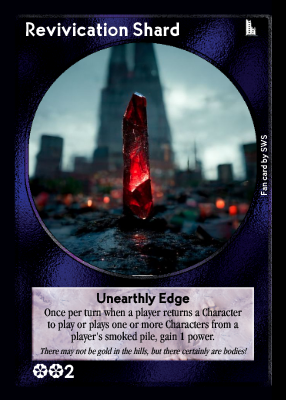 Revivication Shard
Fan card by SWS
Unearthly Edge
Once per turn when a player returns a Character
to play or plays one or more Characters from a
player's smoked pile, gain 1 power.
There may not be gold in the hills, but there certainly are bodies!
2